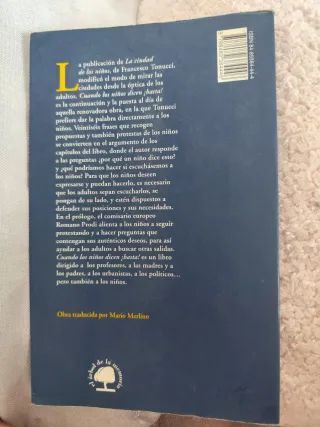 La publicación de La ciudad
de los niños, de Francesco Tonucci,
modificó el modo de mirar las
ciudades desde la óptica de los
adultos. Cuando los niños dicen ¡basta!
es la continuación y la puesta al día de
aquella renovadora obra, en la que Tonucci
prefiere dar la palabra directamente a los
niños. Veintiséis frases que recogen
propuestas y también protestas de los niños
se convierten en el argumento de los
capítulos del libro, donde el autor responde
a las preguntas ¿por qué un niño dice esto?
y ¿qué podríamos hacer si escuchásemos a
los niños? Para que los niños deseen
expresarse y puedan hacerlo, es necesario
que los adultos sepan escucharlos, se
pongan de su lado, y estén dispuestos a
defender sus posiciones y sus necesidades.
En el prólogo, el comisario europeo
Romano Prodi alienta a los niños a seguir
protestando y a hacer preguntas que
contengan sus auténticos deseos, para así
ayudar a los adultos a buscar otras salidas.
Cuando los niños dicen ¡basta! es un libro
dirigido a los profesores, a las madres y a
los padres, a los urbanistas, a los políticos...
pero también a los niños.
Obra traducida por Mario Merlino
el árbol de la memoria